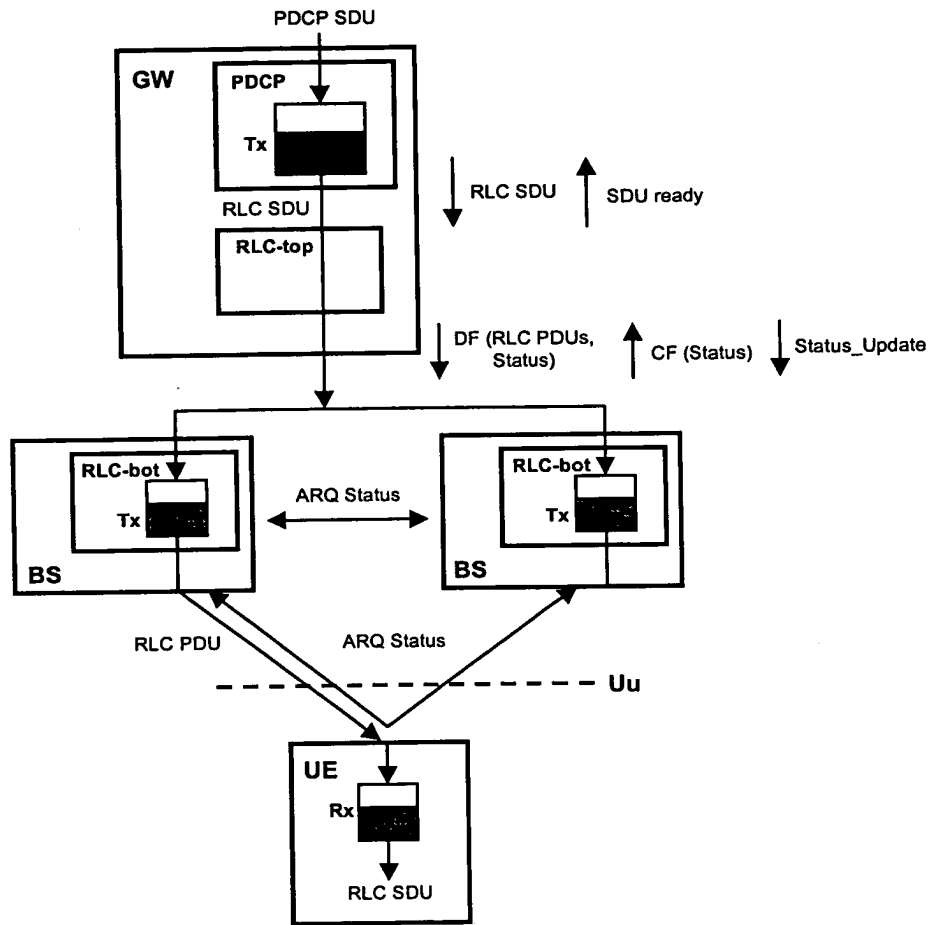 PDCP SDU
GW
PDCP
Tx
RLC SDU
RLC SDU
SDU ready
RLC-top
DF (RLC PDUs,
Status)
CF (Status)
Status_Update
RLC-bot
Tx
BS
ARQ Status
RLC-bot
Tx
BS
RLC PDU
ARQ Status
Uu
UE
Rx
RLC SDU